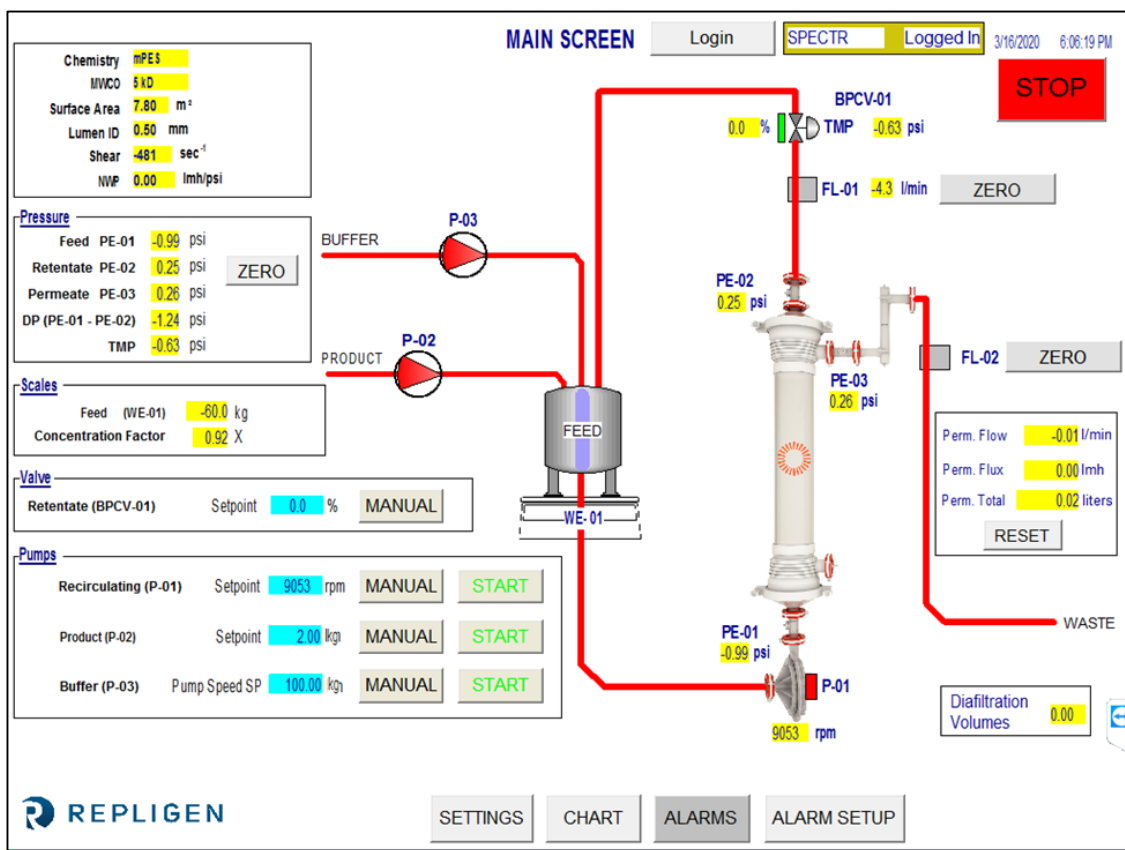 MAIN SCREEN
Login
SPECTR Logged In
3/16/2020 6:06:19 PM
STOP
Chemistry mPES
MWCO 5 kD
Surface Area 7.80 m²
Lumen ID 0.50 mm
Shear -481 sec⁻¹
NWP 0.00 lmh/psi
BPCV-01
0.0 % TMP -0.63 psi
FL-01 -4.3 l/min ZERO
Pressure
Feed PE-01 -0.99 psi
Retentate PE-02 0.25 psi
ZERO
Permeate PE-03 0.26 psi
DP (PE-01 - PE-02) -1.24 psi
TMP -0.63 psi
BUFFER
P-03
PRODUCT
P-02
FEED
WE-01
PE-02
0.25 psi
PE-03
0.26 psi
FL-02 ZERO
Scales
Feed (WE-01) -60.0 kg
Concentration Factor 0.92 X
Perm. Flow -0.01 l/min
Perm. Flux 0.00 lmh
Perm. Total 0.02 liters
RESET
Valve
Retentate (BPCV-01) Setpoint 0.0 % MANUAL
Pumps
Recirculating (P-01) Setpoint 9053 rpm MANUAL START
Product (P-02) Setpoint 2.00 MANUAL START
Buffer (P-03) Pump Speed SP 100.00 MANUAL START
PE-01
-0.99 psi
P-01
9053 rpm
WASTE
Diafiltration
Volumes 0.00
REPLIGEN
SETTINGS
CHART
ALARMS
ALARM SETUP